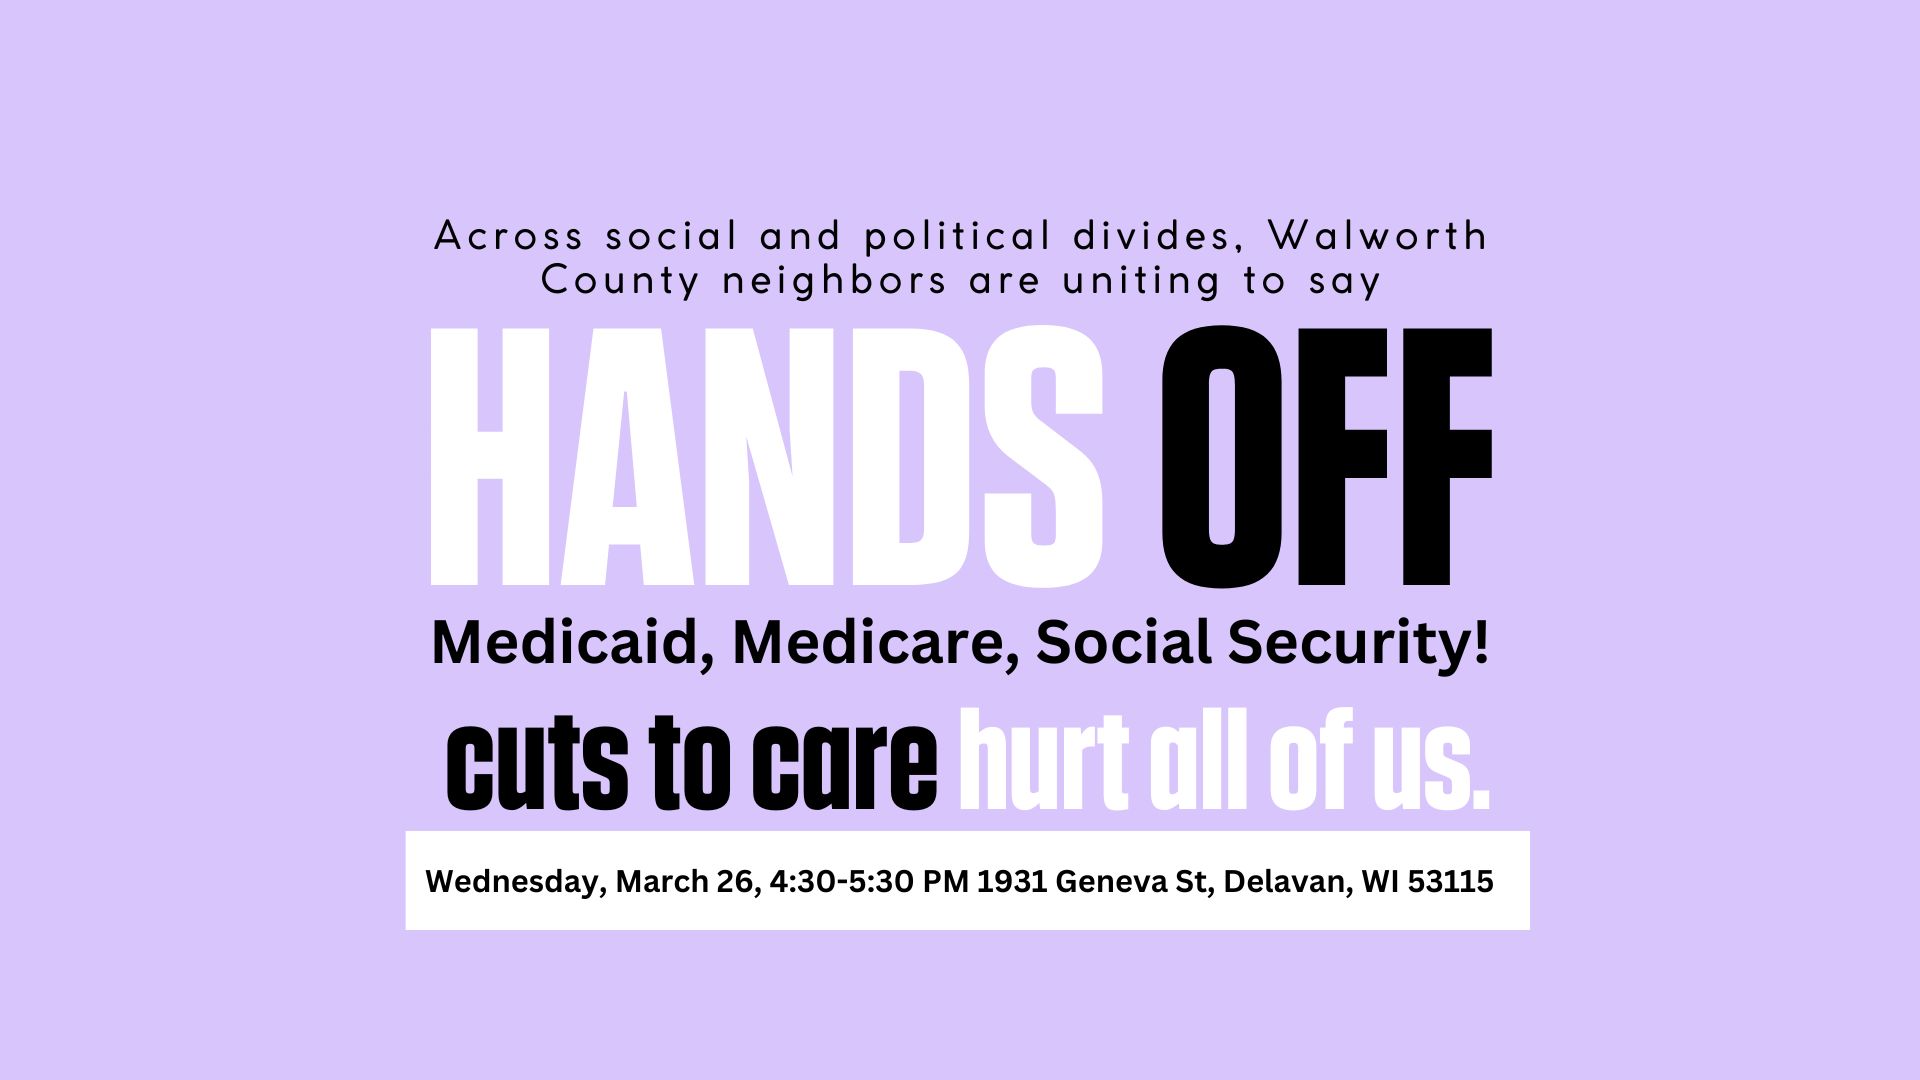 Across social and political divides, Walworth
County neighbors are uniting to say
HANDS OFF
Medicaid, Medicare, Social Security!
cuts to care hurt all of us.
Wednesday, March 26, 4:30-5:30 PM 1931 Geneva St, Delavan, WI 53115